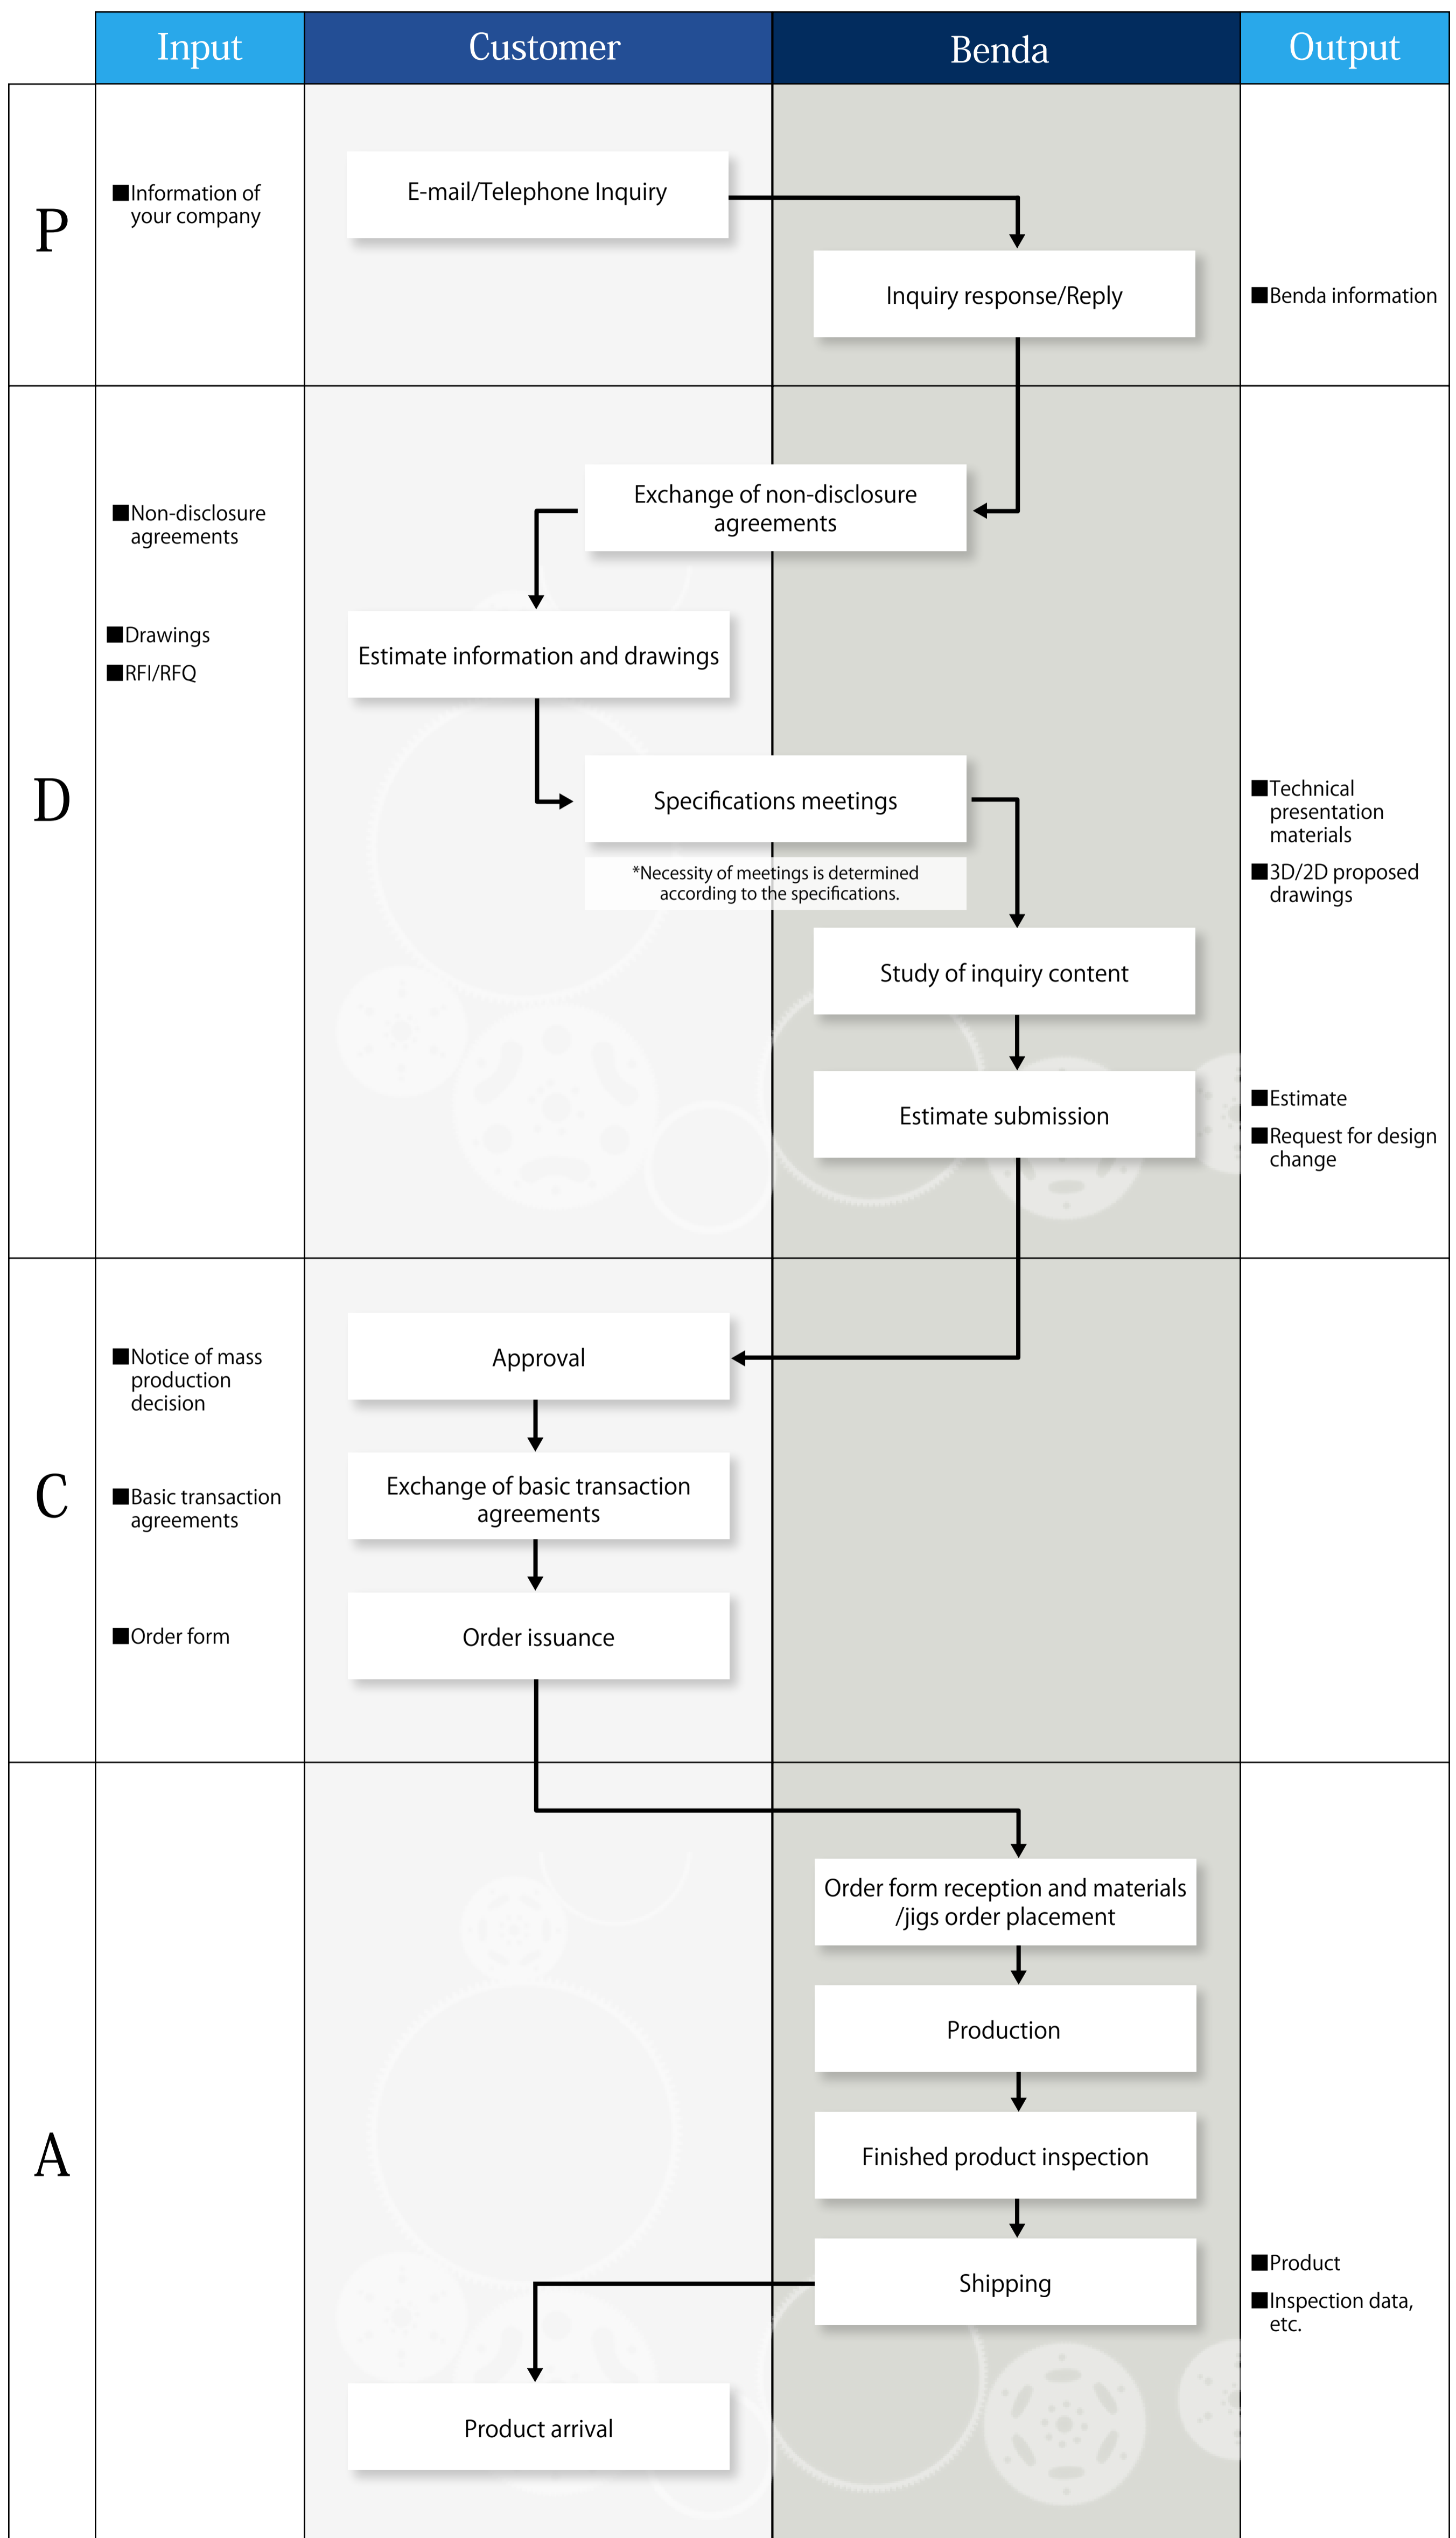 Input
Customer
Benda
Output
P
■Information of
your company
E-mail/Telephone Inquiry
Inquiry response/Reply
■Benda information
D
■Non-disclosure
agreements
Exchange of non-disclosure
agreements
■Drawings
■RFI/RFQ
Estimate information and drawings
Specifications meetings
*Necessity of meetings is determined
according to the specifications.
■Technical
presentation
materials
■3D/2D proposed
drawings
Study of inquiry content
Estimate submission
■Estimate
■Request for design
change
C
■Notice of mass
production
decision
Approval
■Basic transaction
agreements
Exchange of basic transaction
agreements
■Order form
Order issuance
A
Order form reception and materials
/jigs order placement
Production
Finished product inspection
Shipping
■Product
■Inspection data,
etc.
Product arrival